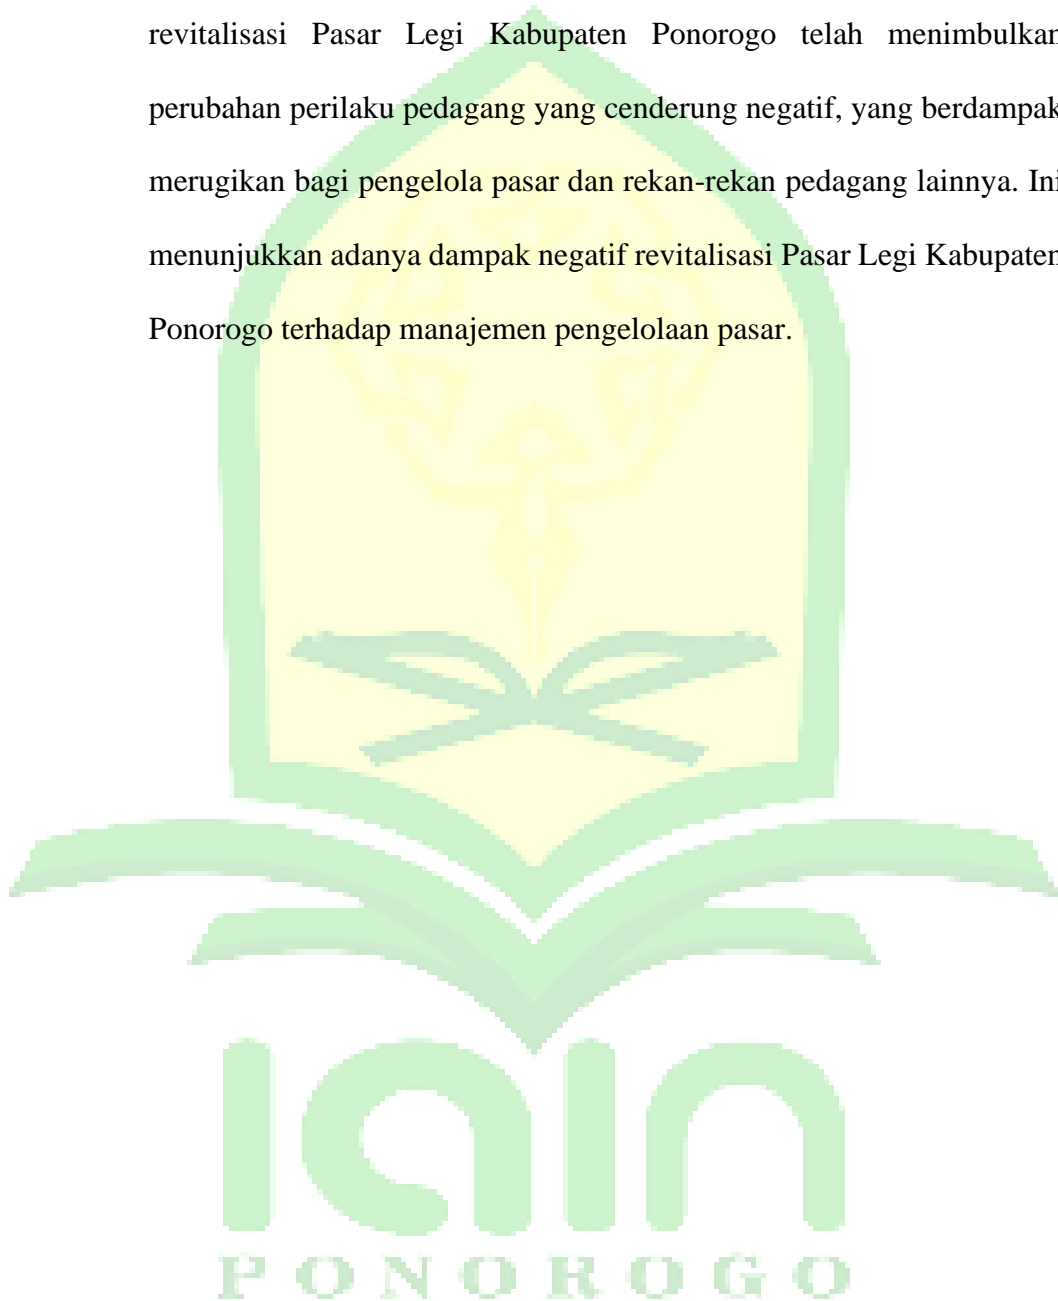 revitalisasi Pasar Legi Kabupaten Ponorogo telah menimbulkan
perubahan perilaku pedagang yang cenderung negatif, yang berdampak
merugikan bagi pengelola pasar dan rekan-rekan pedagang lainnya. Ini
menunjukkan adanya dampak negatif revitalisasi Pasar Legi Kabupaten
Ponorogo terhadap manajemen pengelolaan pasar.
iain
PONOROGO